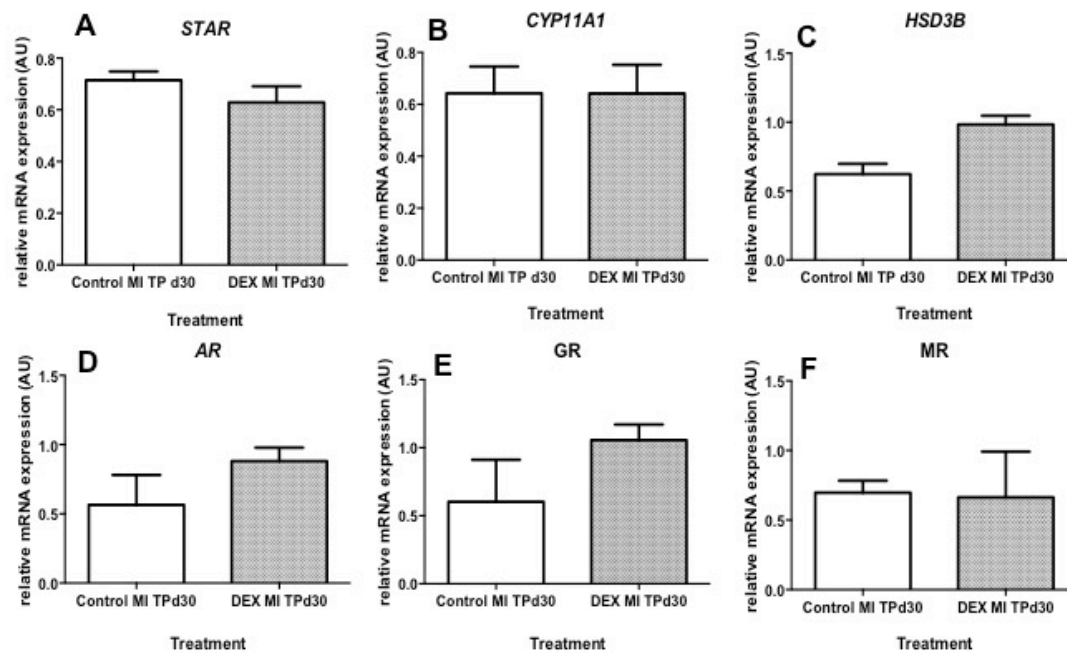 A
STAR
relative mRNA expression (AU)
0.8
0.6
0.4
0.2
0.0
Control MI TP d30
DEX MI TPd30
Treatment
B
CYP11A1
relative mRNA expression (AU)
0.8
0.6
0.4
0.2
0.0
Control MI TP d30
DEX MI TPd30
Treatment
C
HSD3B
relative mRNA expression (AU)
1.5
1.0
0.5
0.0
Control MI TP d30
DEX MI TPd30
Treatment
D
AR
relative mRNA expression (AU)
1.5
1.0
0.5
0.0
Control MI TPd30
DEX MI TPd30
Treatment
E
GR
relative mRNA expression (AU)
1.5
1.0
0.5
0.0
Control MI TPd30
DEX MI TPd30
Treatment
F
MR
relative mRNA expression (AU)
1.5
1.0
0.5
0.0
Control MI TPd30
DEX MI TPd30
Treatment